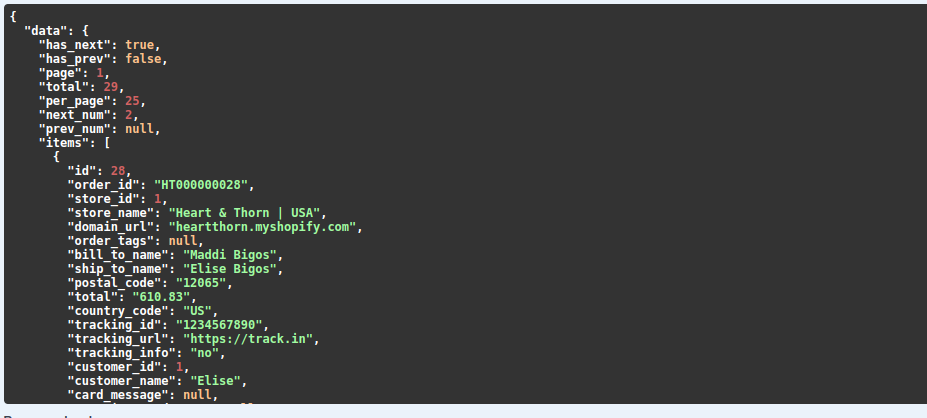 {
"data": {
"has_next": true,
"has_prev": false,
"page": 1,
"total": 29,
"per_page": 25,
"next_num": 2,
"prev_num": null,
"items": [
{
"id": 28,
"order_id": "HT000000028",
"store_id": 1,
"store_name": "Heart & Thorn | USA",
"domain_url": "heartthorn.myshopify.com",
"order_tags": null,
"bill_to_name": "Maddi Bigos",
"ship_to_name": "Elise Bigos",
"postal_code": "12065",
"total": "610.83",
"country_code": "US",
"tracking_id": "1234567890",
"tracking_url": "https://track.in",
"tracking_info": "no",
"customer_id": 1,
"customer_name": "Elise",
"card_message": null,